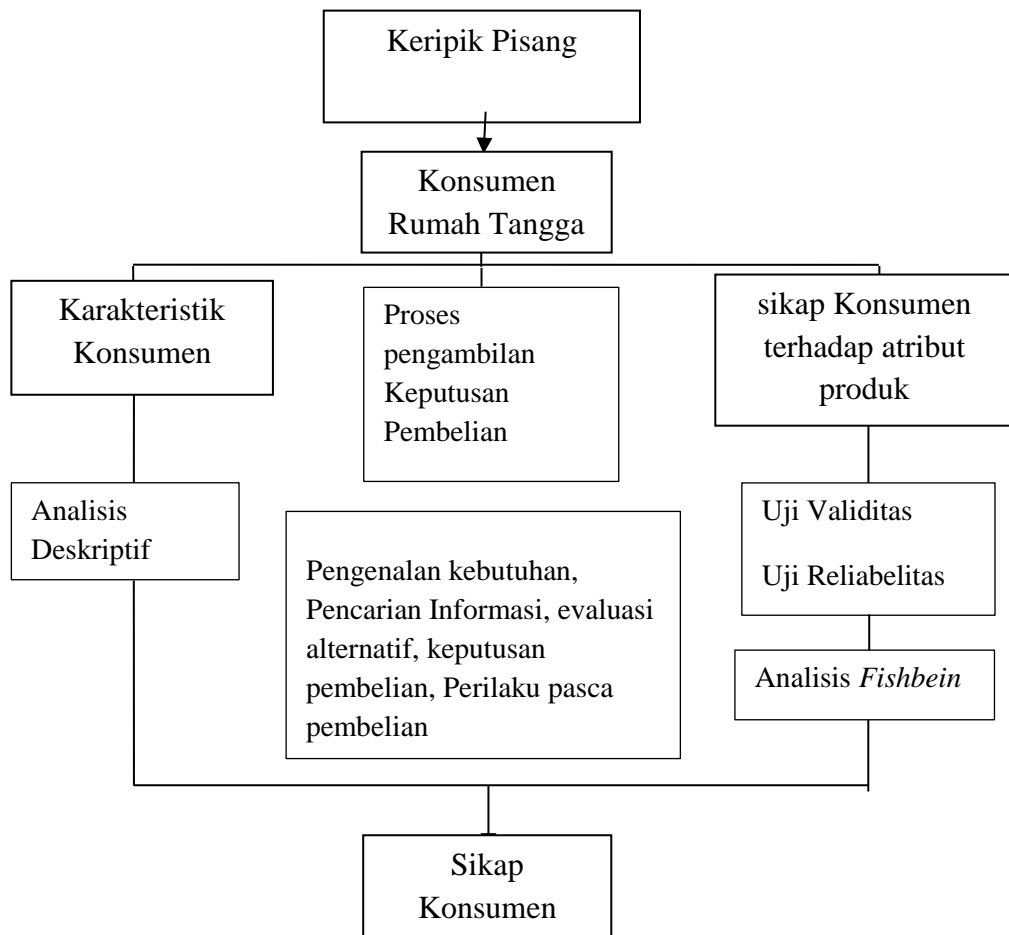 Keripik Pisang
Konsumen
Rumah Tangga
Karakteristik
Konsumen
Proses
pengambilan
Keputusan
Pembelian
sikap Konsumen
terhadap atribut
produk
Analisis
Deskriptif
Pengenalan kebutuhan,
Pencarian Informasi, evaluasi
alternatif, keputusan
pembelian, Perilaku pasca
pembelian
Uji Validitas
Uji Reliabelitas
Analisis Fishbein
Sikap
Konsumen